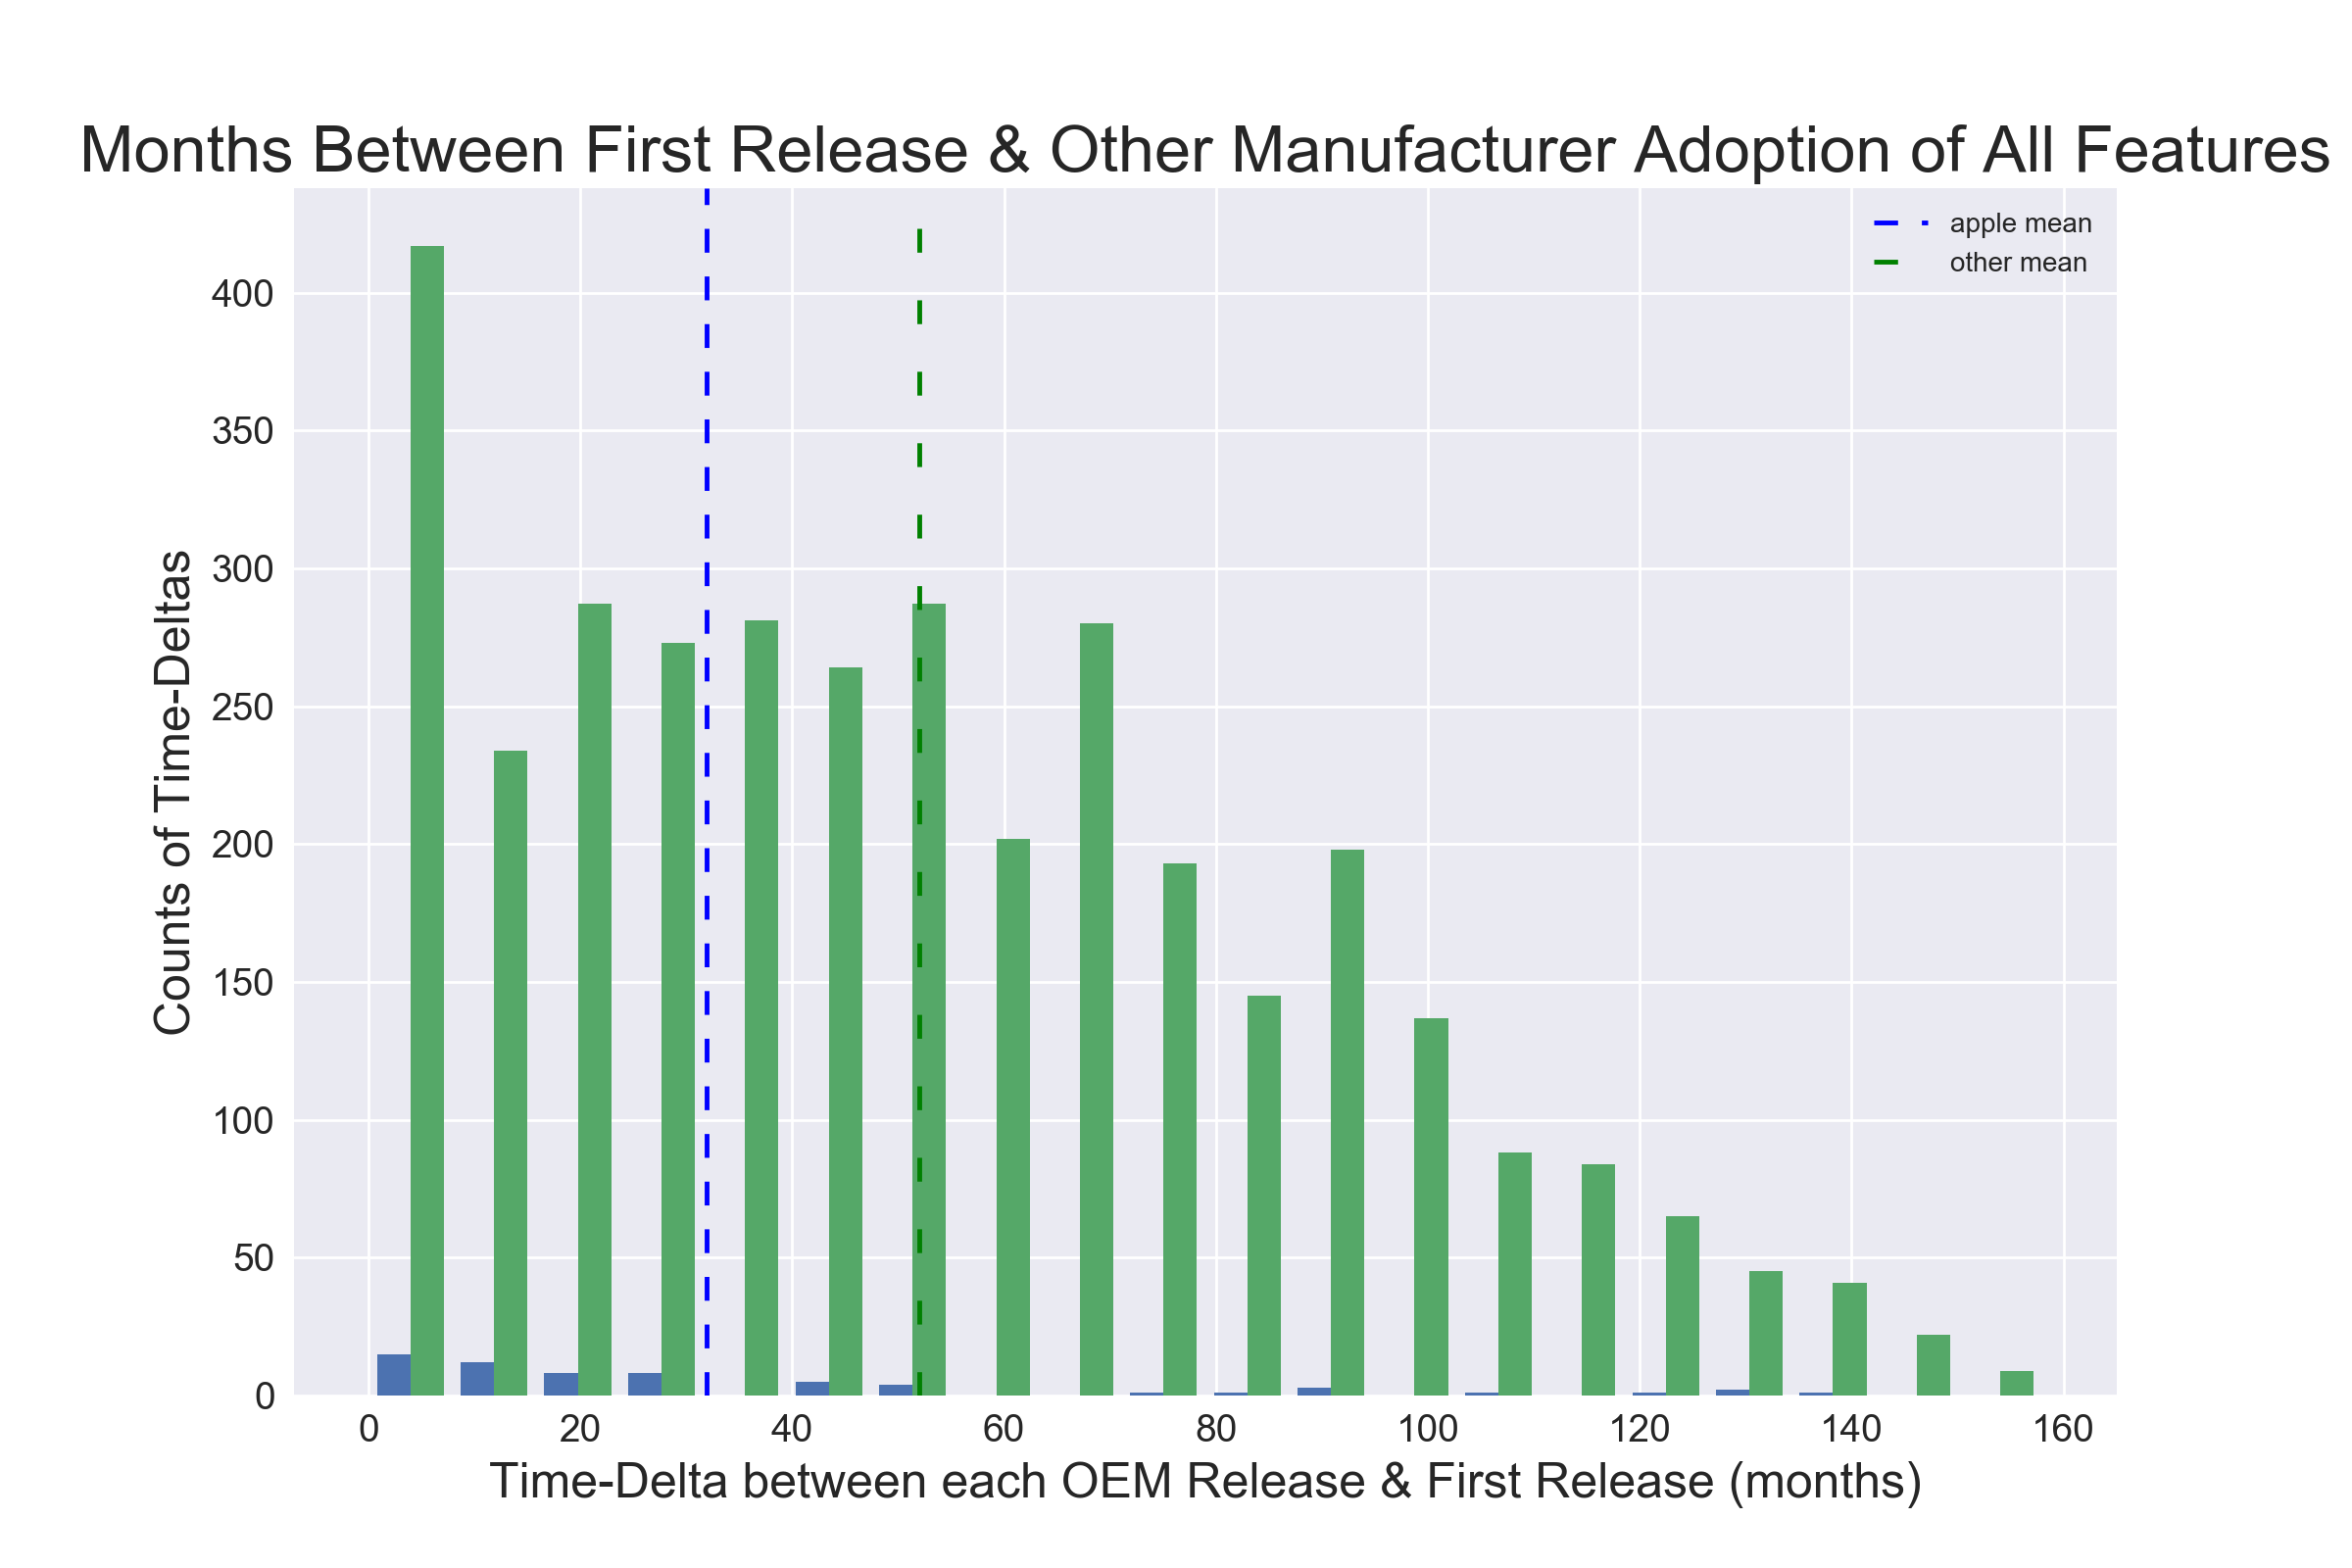 Months Between First Release & Other Manufacturer Adoption of All Features
apple mean
other mean
Counts of Time-Deltas
400
350
300
250
200
150
100
50
0
0 20 40 60 80 100 120 140 160
Time-Delta between each OEM Release & First Release (months)